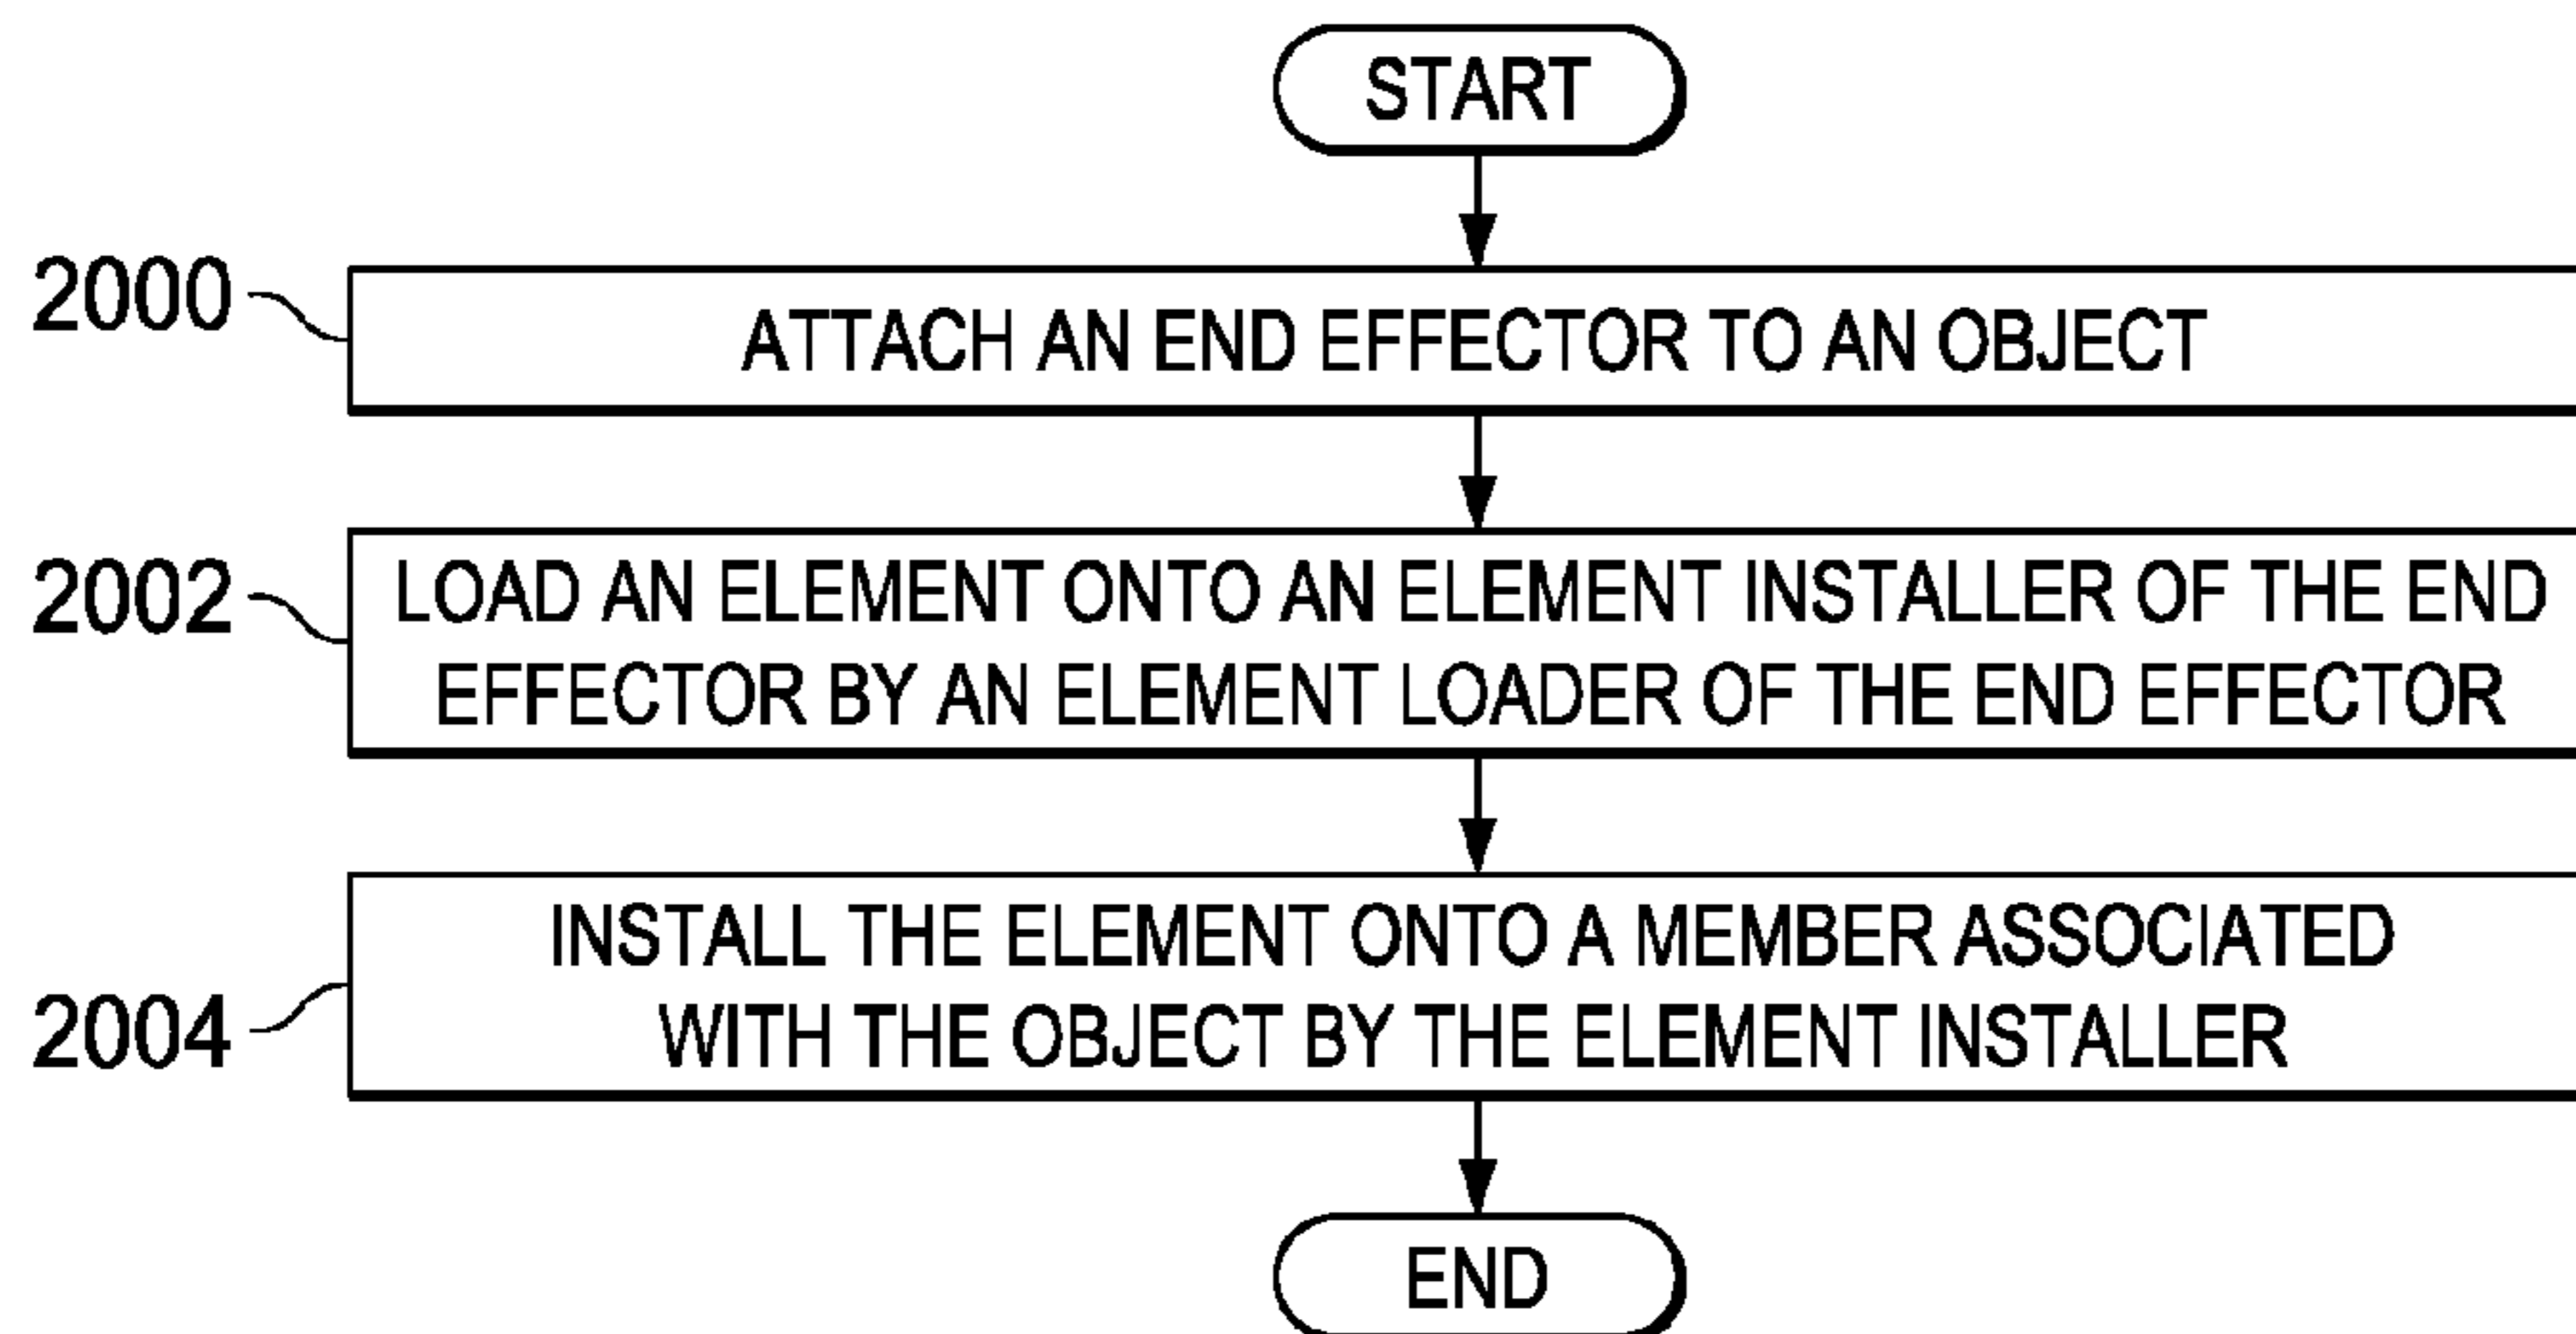 START
2000
ATTACH AN END EFFECTOR TO AN OBJECT
2002
LOAD AN ELEMENT ONTO AN ELEMENT INSTALLER OF THE END
EFFECTOR BY AN ELEMENT LOADER OF THE END EFFECTOR
2004
INSTALL THE ELEMENT ONTO A MEMBER ASSOCIATED
WITH THE OBJECT BY THE ELEMENT INSTALLER
END